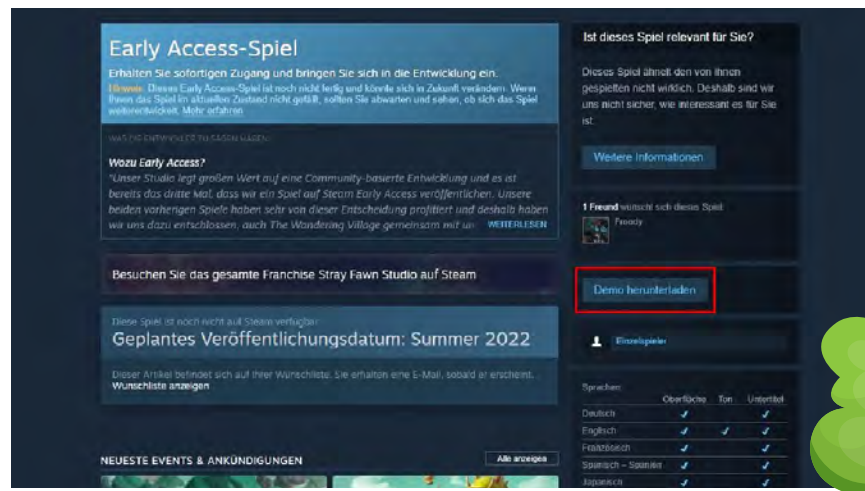 Early Access-Spiel
Erhalten Sie sofortigen Zugang und bringen Sie sich in die Entwicklung ein.
Hinweis: Dieses Early Access-Spiel ist noch nicht fertig und könnte sich in Zukunft verändern. Wenn
Ihnen das Spiel im aktuellen Zustand nicht gefällt, sollten Sie abwarten und sehen, ob sich das Spiel
weiterentwickelt. Mehr erfahren
WAS DIE ENTWICKLER ZU SAGEN HABEN:
Wozu Early Access?
"Unser Studio legt großen Wert auf eine Community-basierte Entwicklung und es ist
bereits das dritte Mal, dass wir ein Spiel auf Steam Early Access veröffentlichen. Unsere
beiden vorherigen Spiele haben sehr von dieser Entscheidung profitiert und deshalb haben
wir uns dazu entschlossen, auch The Wandering Village gemeinsam mit un WEITERLESEN
Besuchen Sie das gesamte Franchise Stray Fawn Studio auf Steam
Diese Spiel ist noch nicht auf Steam verfügbar
Geplantes Veröffentlichungsdatum: Summer 2022
Dieser Artikel befindet sich auf Ihrer Wunschliste. Sie erhalten eine E-Mail, sobald er erscheint.
Wunschliste anzeigen
NEUESTE EVENTS & ANKÜNDIGUNGEN
Alle anzeigen
Ist dieses Spiel relevant für Sie?
Dieses Spiel ähnelt den von Ihnen
gespielten nicht wirklich. Deshalb sind wir
uns nicht sicher, wie interessant es für Sie
ist.
Weitere Informationen
1 Freund wünscht sich dieses Spiel:
Froody
Demo herunterladen
Einzelspieler
Sprachen:
Oberfläche Ton Untertitel
Deutsch
Englisch
Französisch
Spanisch – Spanien
Japanisch